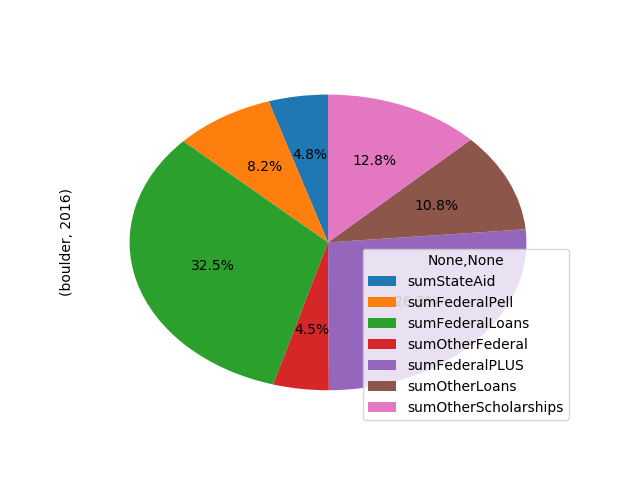 4.8%
12.8%
8.2%
10.8%
(boulder, 2016)
32.5%
4.5%
None,None
sumStateAid
sumFederalPell
sumFederalLoans
sumOtherFederal
sumFederalPLUS
sumOtherLoans
sumOtherScholarships